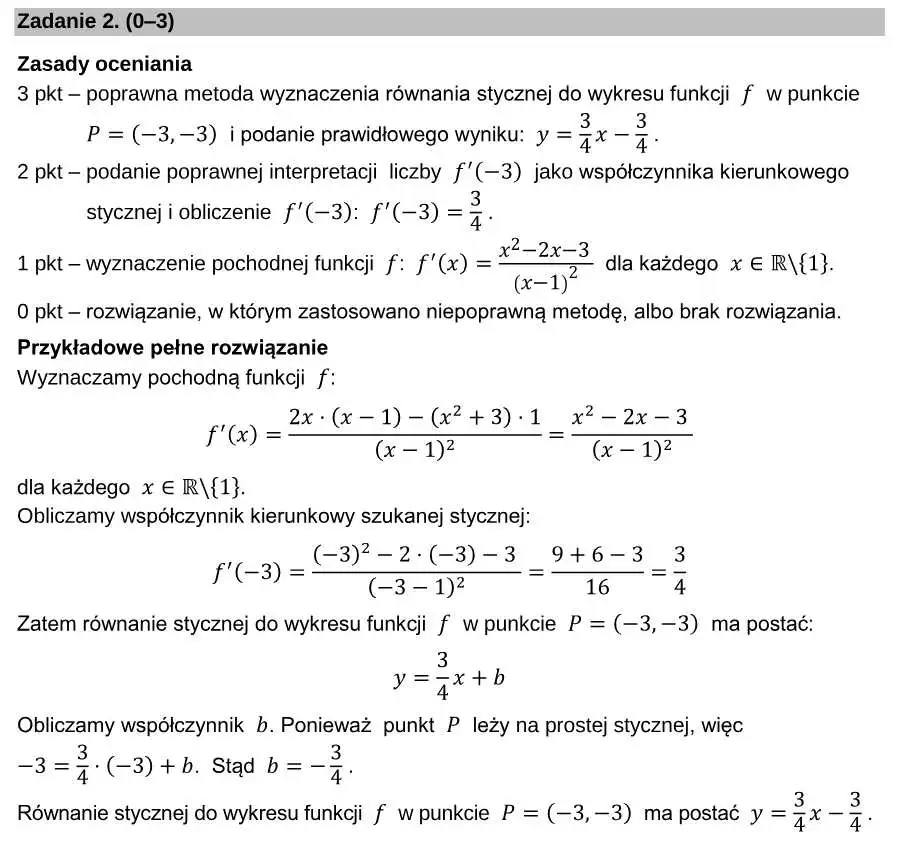 Zadanie 2. (0–3)
Zasady oceniania
3 pkt – poprawna metoda wyznaczenia równania stycznej do wykresu funkcji f w punkcie
P = (−3, −3) i podanie prawidłowego wyniku: y = 3/4 x − 3/4 .
2 pkt – podanie poprawnej interpretacji liczby f′(−3) jako współczynnika kierunkowego
stycznej i obliczenie f′(−3): f′(−3) = 3/4 .
1 pkt – wyznaczenie pochodnej funkcji f: f′(x) = (x²−2x−3)/(x−1)² dla każdego x ∈ ℝ\{1}.
0 pkt – rozwiązanie, w którym zastosowano niepoprawną metodę, albo brak rozwiązania.
Przykładowe pełne rozwiązanie
Wyznaczamy pochodną funkcji f:
f′(x) = (2x · (x − 1) − (x² + 3) · 1)/(x − 1)² = (x² − 2x − 3)/(x − 1)²
dla każdego x ∈ ℝ\{1}.
Obliczamy współczynnik kierunkowy szukanej stycznej:
f′(−3) = ((−3)² − 2 · (−3) − 3)/(−3 − 1)² = (9 + 6 − 3)/16 = 3/4
Zatem równanie stycznej do wykresu funkcji f w punkcie P = (−3, −3) ma postać:
y = 3/4 x + b
Obliczamy współczynnik b. Ponieważ punkt P leży na prostej stycznej, więc
−3 = 3/4 · (−3) + b. Stąd b = − 3/4 .
Równanie stycznej do wykresu funkcji f w punkcie P = (−3, −3) ma postać y = 3/4 x − 3/4 .